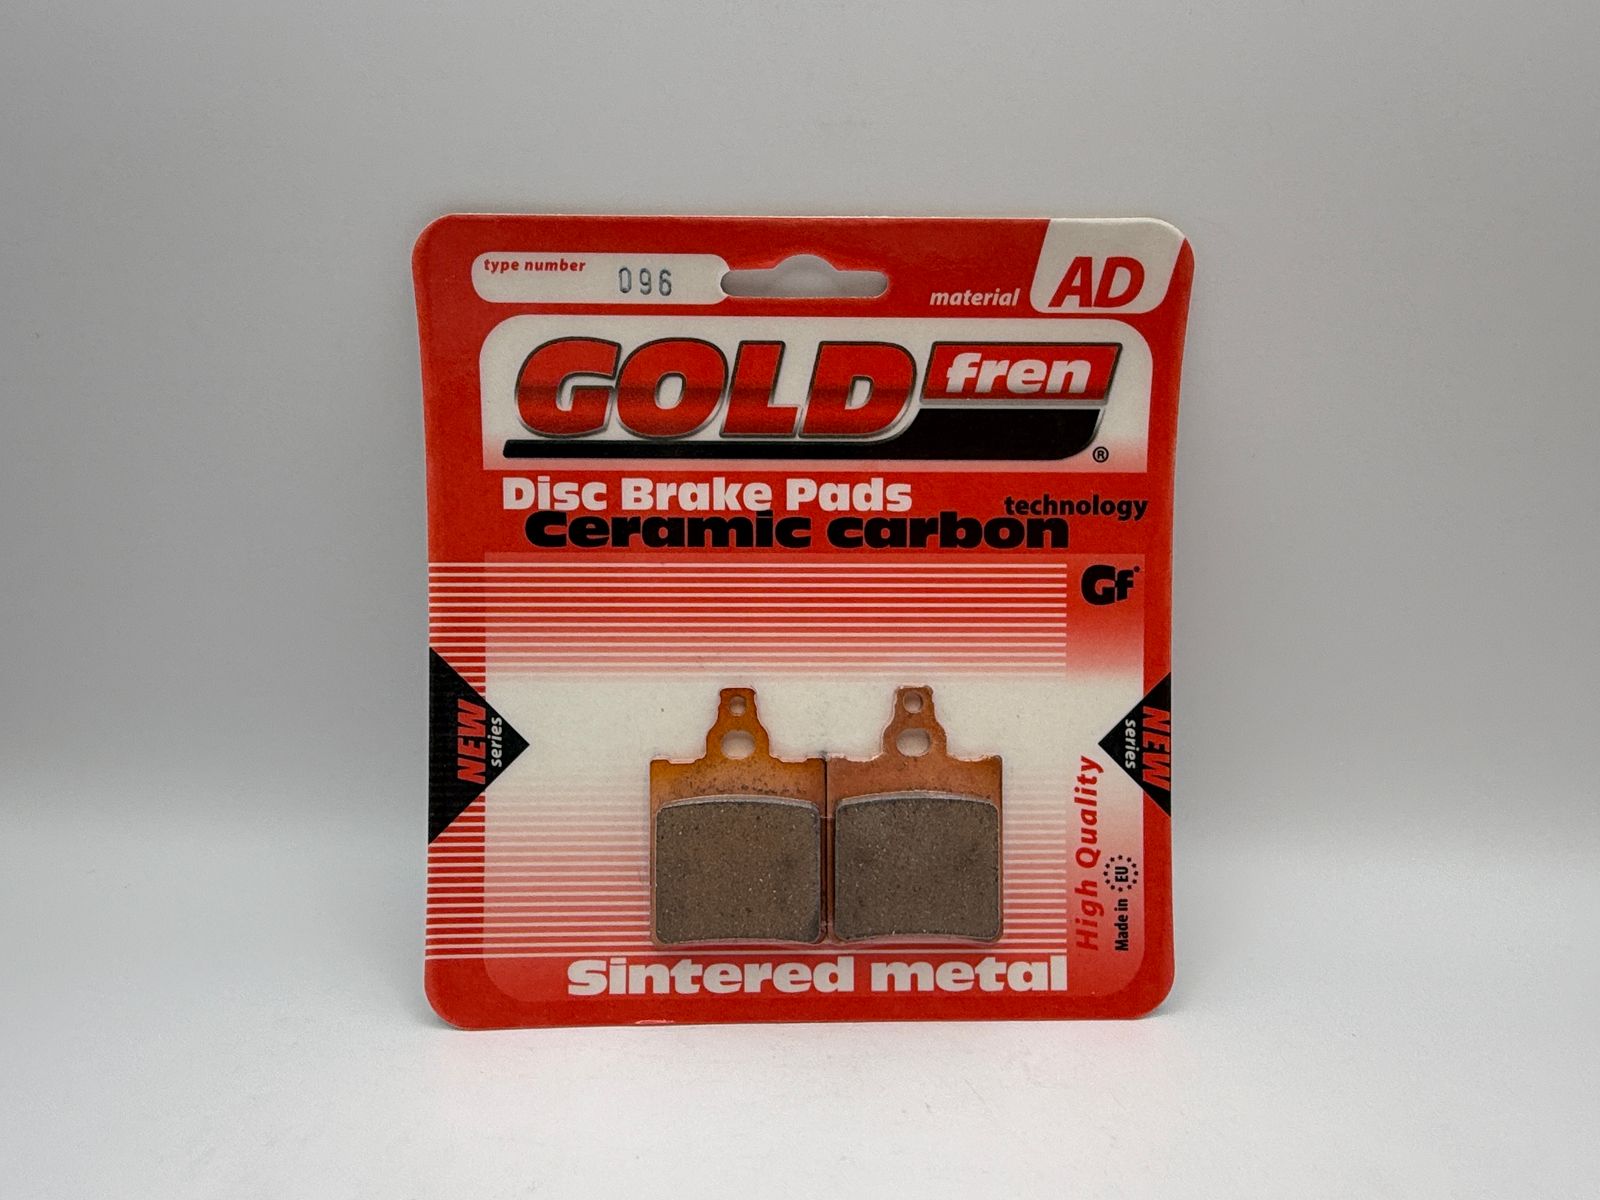 type number 096
material AD
GOLD fren
®
Disc Brake Pads
technology
Ceramic carbon
Gf
NEW series
NEW series
High Quality
Made in EU
Sintered metal